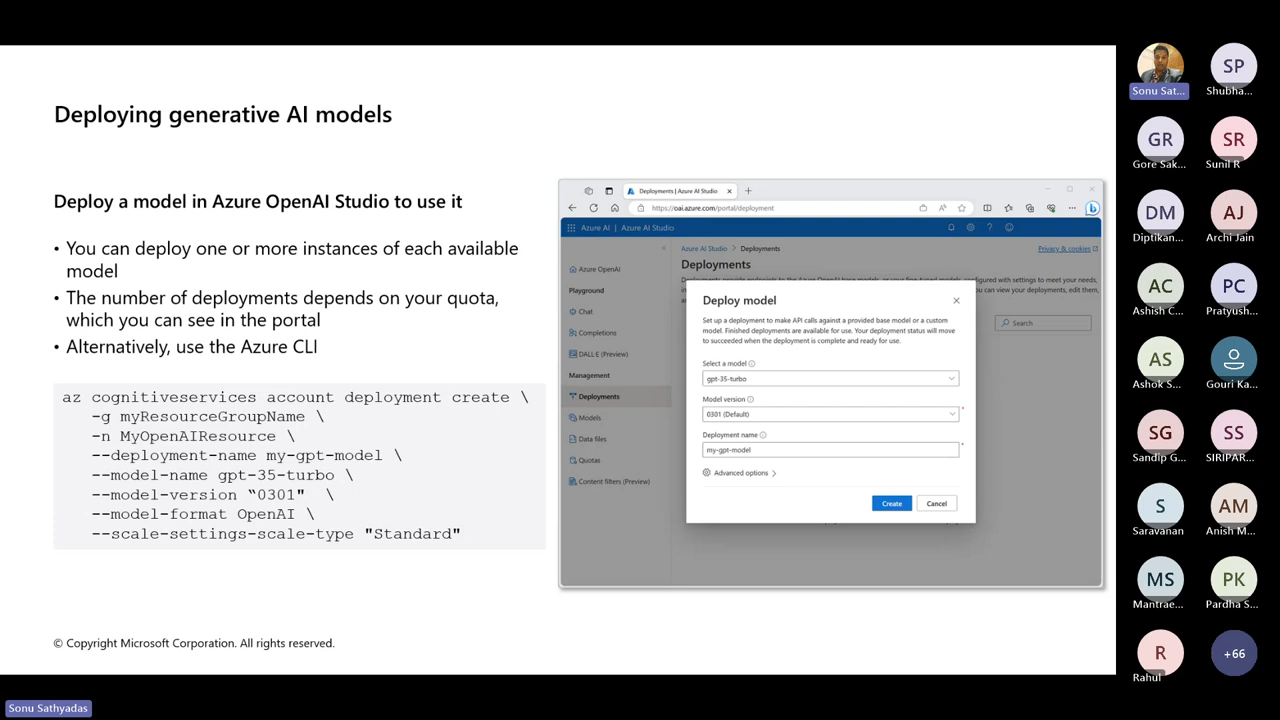 Deploying generative AI models
Deploy a model in Azure OpenAI Studio to use it
• You can deploy one or more instances of each available
model
• The number of deployments depends on your quota,
which you can see in the portal
• Alternatively, use the Azure CLI
az cognitiveservices account deployment create \
-g myResourceGroupName \
-n MyOpenAIResource \
--deployment-name my-gpt-model \
--model-name gpt-35-turbo \
--model-version “0301" \
--model-format OpenAI \
--scale-settings-scale-type "Standard"
© Copyright Microsoft Corporation. All rights reserved.
Deployments | Azure AI Studio
https://oai.azure.com/portal/deployment
Azure AI | Azure AI Studio
Azure AI Studio > Deployments
Privacy & cookies
Azure OpenAI
Playground
Chat
Completions
DALL·E (Preview)
Management
Deployments
Models
Data files
Quotas
Content filters (Preview)
Deployments
Search
Deploy model
Set up a deployment to make API calls against a provided base model or a custom
model. Finished deployments are available for use. Your deployment status will move
to succeeded when the deployment is complete and ready for use.
Select a model
gpt-35-turbo
Model version
0301 (Default)
*
Deployment name
my-gpt-model
*
Advanced options >
Create
Cancel
Sonu Sat...
SP
Shubha...
GR
Gore Sak...
SR
Sunil R
DM
Diptikan...
AJ
Archi Jain
AC
Ashish C...
PC
Pratyush...
AS
Ashok S...
Gouri Ka...
SG
Sandip G...
SS
SIRIPAR...
S
Saravanan
AM
Anish M...
MS
Mantrae...
PK
Pardha S...
R
Rahul
+66
Sonu Sathyadas